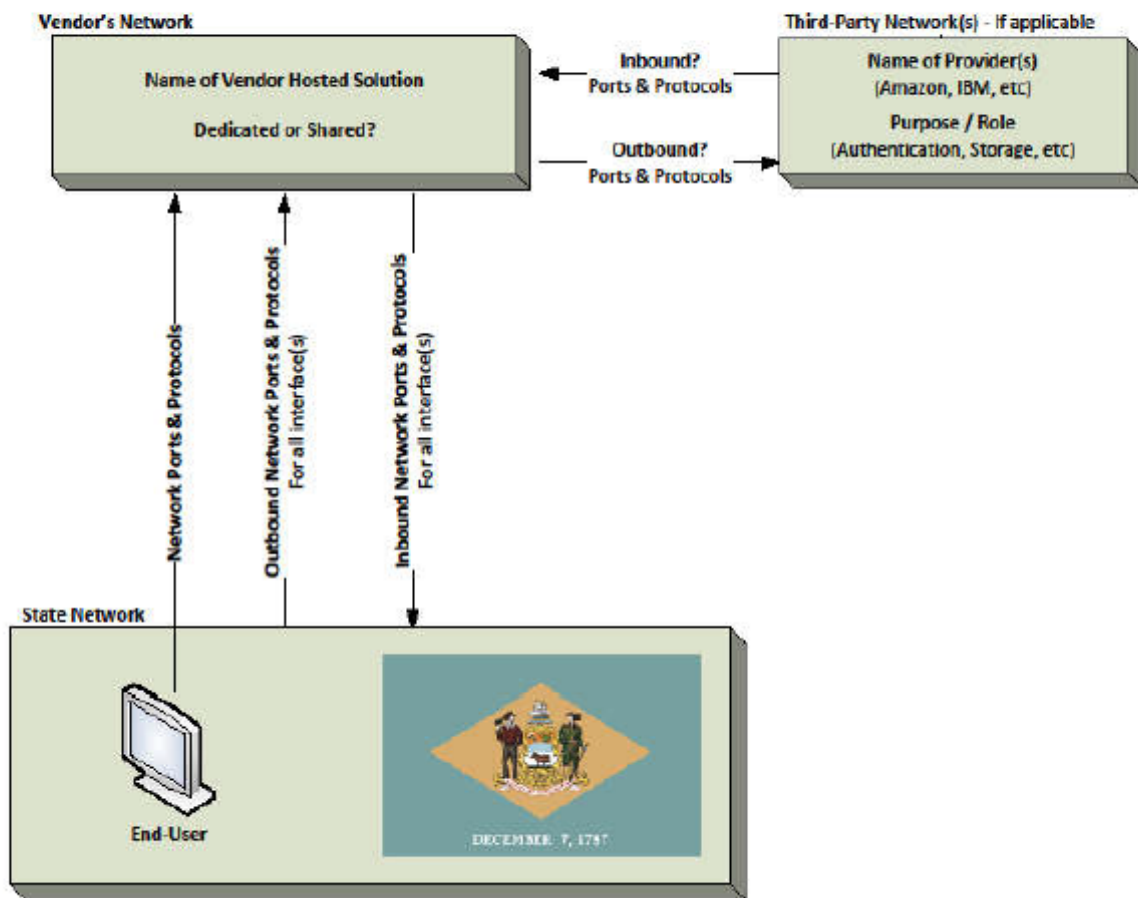 Vendor's Network
Third-Party Network(s) - If applicable
Name of Vendor Hosted Solution
Dedicated or Shared?
Inbound?
Ports & Protocols
Outbound?
Ports & Protocols
Name of Provider(s)
(Amazon, IBM, etc)
Purpose / Role
(Authentication, Storage, etc)
Network Ports & Protocols
Outbound Network Ports & Protocols
For all interface(s)
Inbound Network Ports & Protocols
For all interface(s)
State Network
End-User
DECEMBER 7, 1787